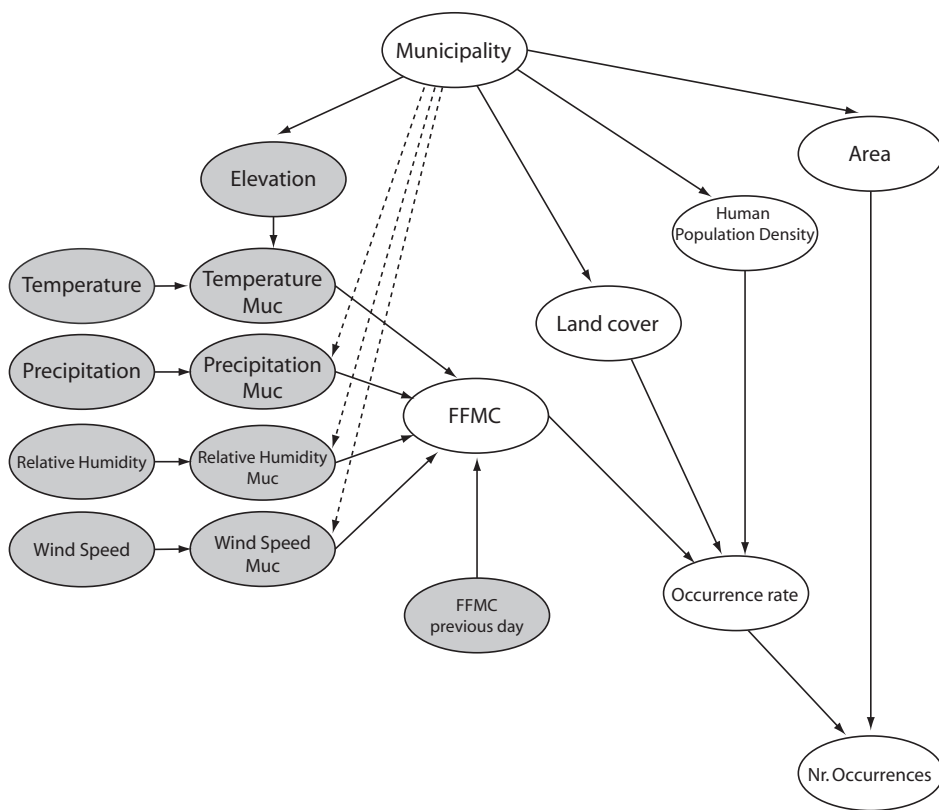 Municipality
Area
Elevation
Human
Population Density
Temperature
Temperature
Muc
Land cover
Precipitation
Precipitation
Muc
FFMC
Relative Humidity
Relative Humidity
Muc
Wind Speed
Wind Speed
Muc
Occurrence rate
FFMC
previous day
Nr. Occurrences